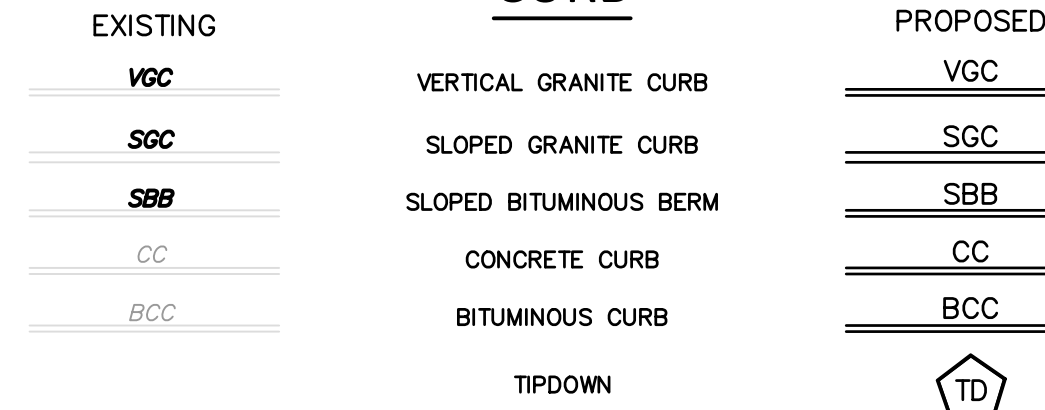 CURB
EXISTING PROPOSED
VGC VERTICAL GRANITE CURB VGC
SGC SLOPED GRANITE CURB SGC
SBB SLOPED BITUMINOUS BERM SBB
CC CONCRETE CURB CC
BCC BITUMINOUS CURB BCC
TIPDOWN TD